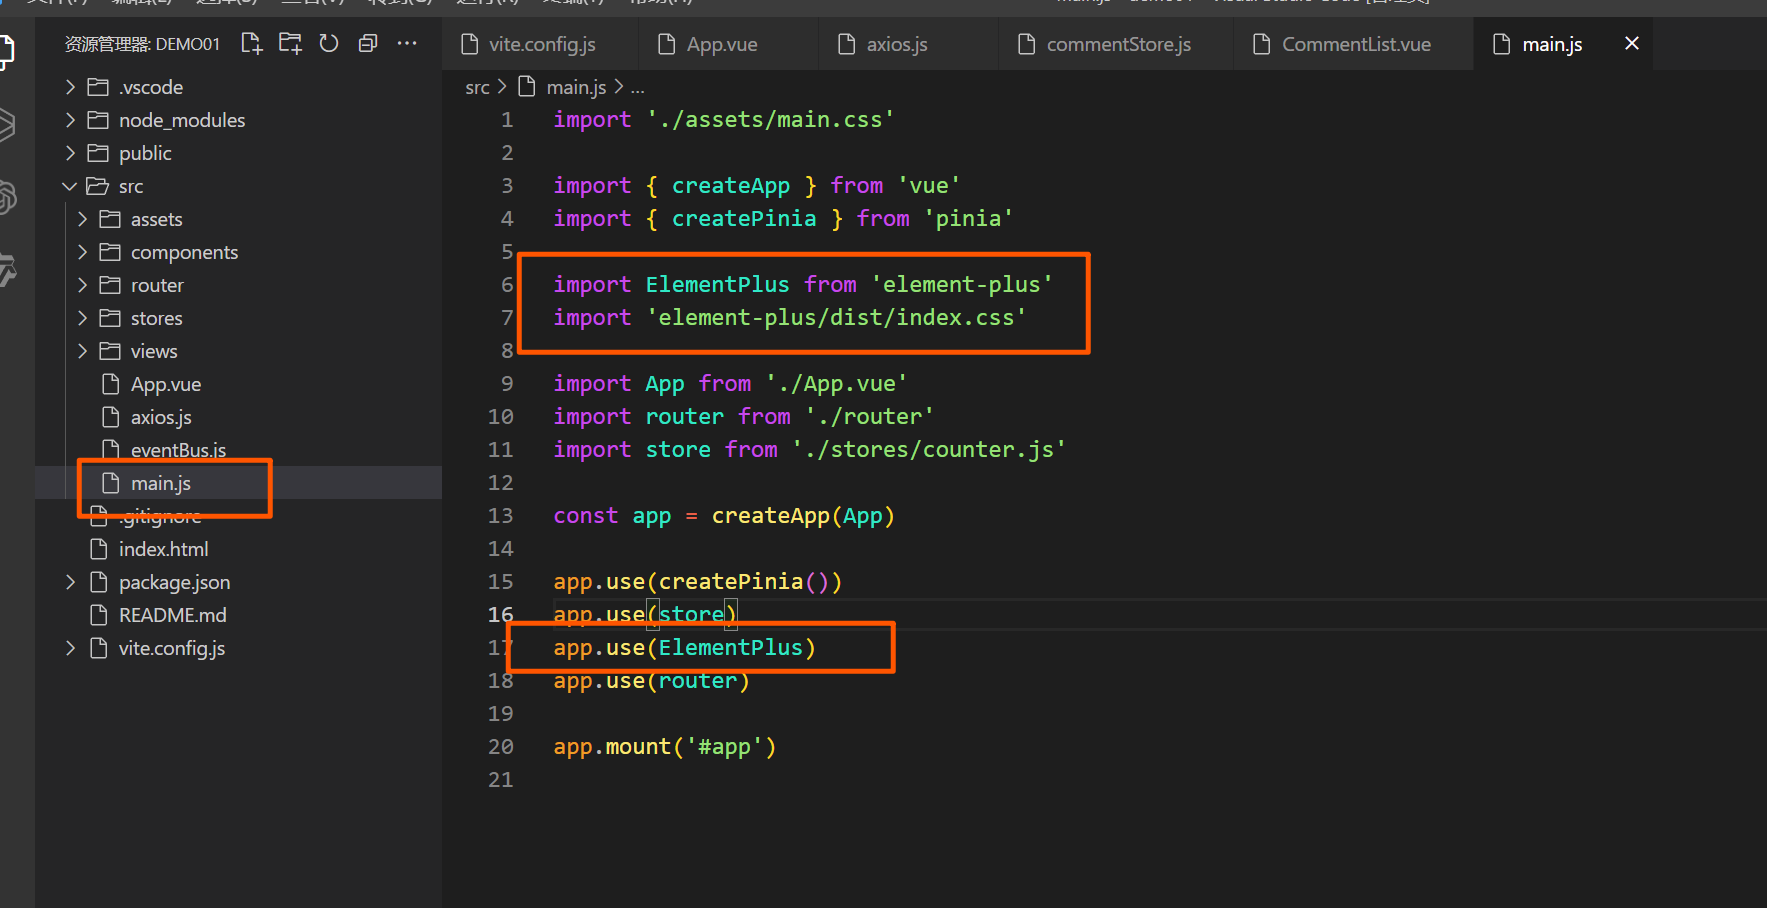 资源管理器: DEMO01
vite.config.js
App.vue
axios.js
commentStore.js
CommentList.vue
main.js
src > main.js > ...
.vscode
node_modules
public
src
assets
components
router
stores
views
App.vue
axios.js
eventBus.js
main.js
.gitignore
index.html
package.json
README.md
vite.config.js
1 import './assets/main.css'
2
3 import { createApp } from 'vue'
4 import { createPinia } from 'pinia'
5
6 import ElementPlus from 'element-plus'
7 import 'element-plus/dist/index.css'
8
9 import App from './App.vue'
10 import router from './router'
11 import store from './stores/counter.js'
12
13 const app = createApp(App)
14
15 app.use(createPinia())
16 app.use(store)
17 app.use(ElementPlus)
18 app.use(router)
19
20 app.mount('#app')
21